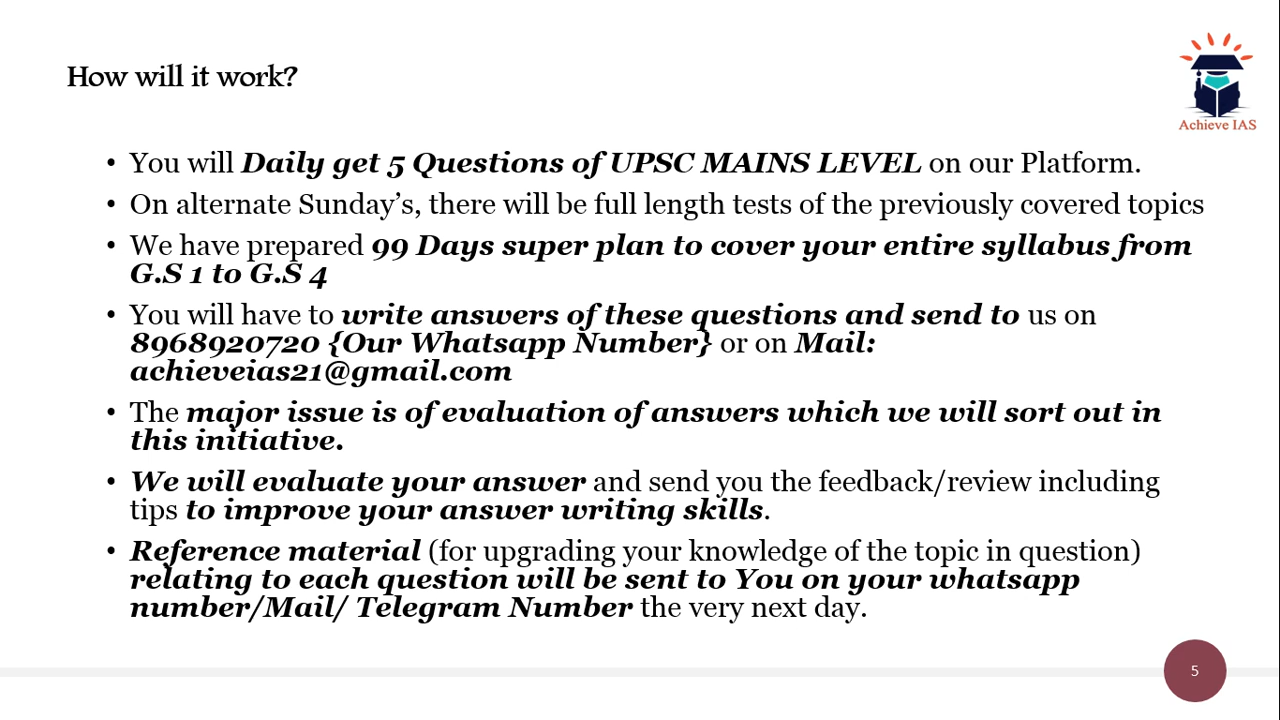 How will it work?
Achieve IAS
• You will Daily get 5 Questions of UPSC MAINS LEVEL on our Platform.
• On alternate Sunday’s, there will be full length tests of the previously covered topics
• We have prepared 99 Days super plan to cover your entire syllabus from
G.S 1 to G.S 4
• You will have to write answers of these questions and send to us on
8968920720 {Our Whatsapp Number} or on Mail:
achieveias21@gmail.com
• The major issue is of evaluation of answers which we will sort out in
this initiative.
• We will evaluate your answer and send you the feedback/review including
tips to improve your answer writing skills.
• Reference material (for upgrading your knowledge of the topic in question)
relating to each question will be sent to You on your whatsapp
number/Mail/ Telegram Number the very next day.
5